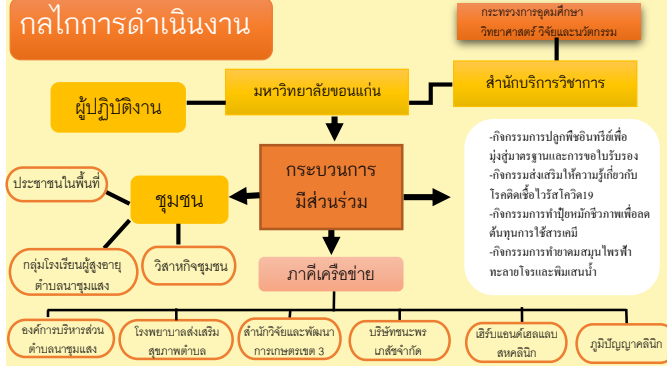 กลไกการดำเนินงาน
กระทรวงการอุดมศึกษา
วิทยาศาสตร์ วิจัยและนวัตกรรม
ผู้ปฏิบัติงาน
มหาวิทยาลัยขอนแก่น
สำนักบริการวิชาการ
ประชาชนในพื้นที่
ชุมชน
กระบวนการ
มีส่วนร่วม
-กิจกรรมการปลูกพืชอินทรีย์เพื่อ
มุ่งสู่มาตรฐานและการขอใบรับรอง
-กิจกรรมส่งเสริมให้ความรู้เกี่ยวกับ
โรคติดเชื้อไวรัสโควิด19
-กิจกรรมการทำปุ๋ยหมักชีวภาพเพื่อลด
ต้นทุนการใช้สารเคมี
-กิจกรรมการทำยาดมสมุนไพรฟ้า
ทะลายโจรและพิมเสนน้ำ
กลุ่มโรงเรียนผู้สูงอายุ
ตำบลนาชุมแสง
วิสาหกิจชุมชน
ภาคีเครือข่าย
องค์การบริหารส่วน
ตำบลนาชุมแสง
โรงพยาบาลส่งเสริม
สุขภาพตำบล
สำนักวิจัยและพัฒนา
การเกษตรเขต 3
บริษัทชนะพร
เภสัชจำกัด
เฮิร์บแอนด์เฮลแลบ
สหคลินิก
ภูมิปัญญาคลินิก